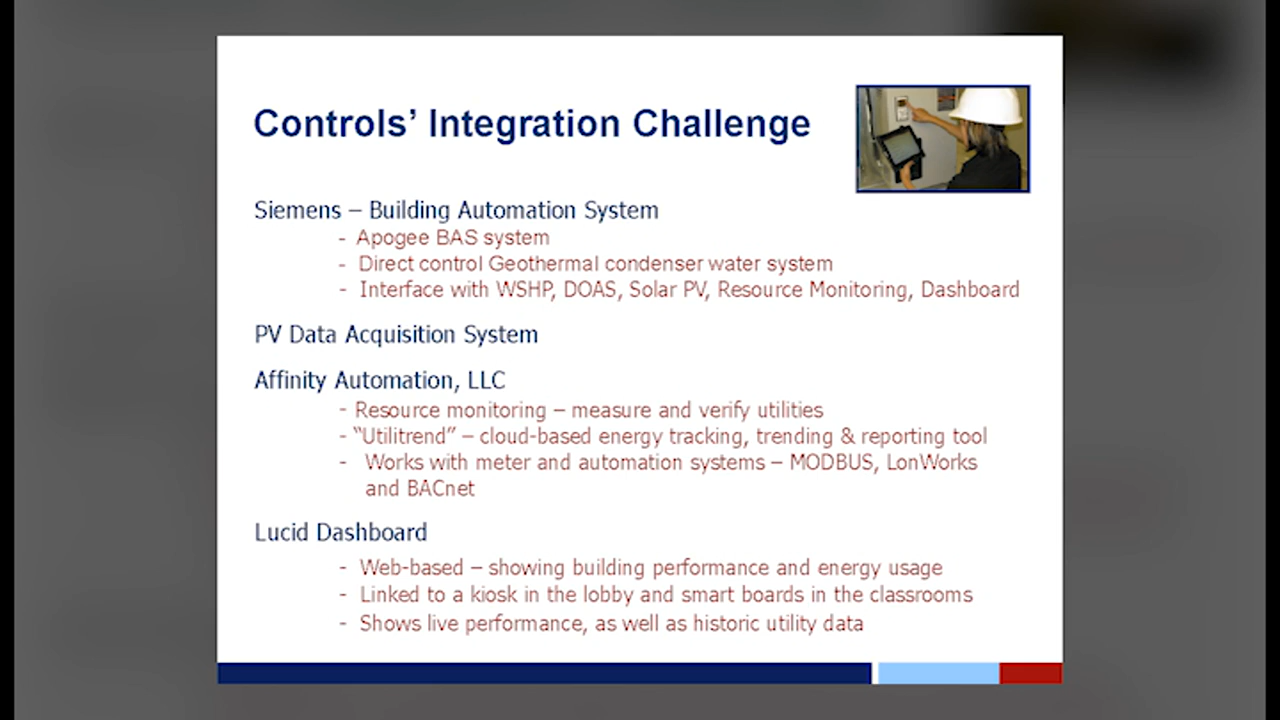 Controls’ Integration Challenge
Siemens – Building Automation System
- Apogee BAS system
- Direct control Geothermal condenser water system
- Interface with WSHP, DOAS, Solar PV, Resource Monitoring, Dashboard
PV Data Acquisition System
Affinity Automation, LLC
- Resource monitoring – measure and verify utilities
- “Utilitrend” – cloud-based energy tracking, trending & reporting tool
- Works with meter and automation systems – MODBUS, LonWorks
and BACnet
Lucid Dashboard
- Web-based – showing building performance and energy usage
- Linked to a kiosk in the lobby and smart boards in the classrooms
- Shows live performance, as well as historic utility data